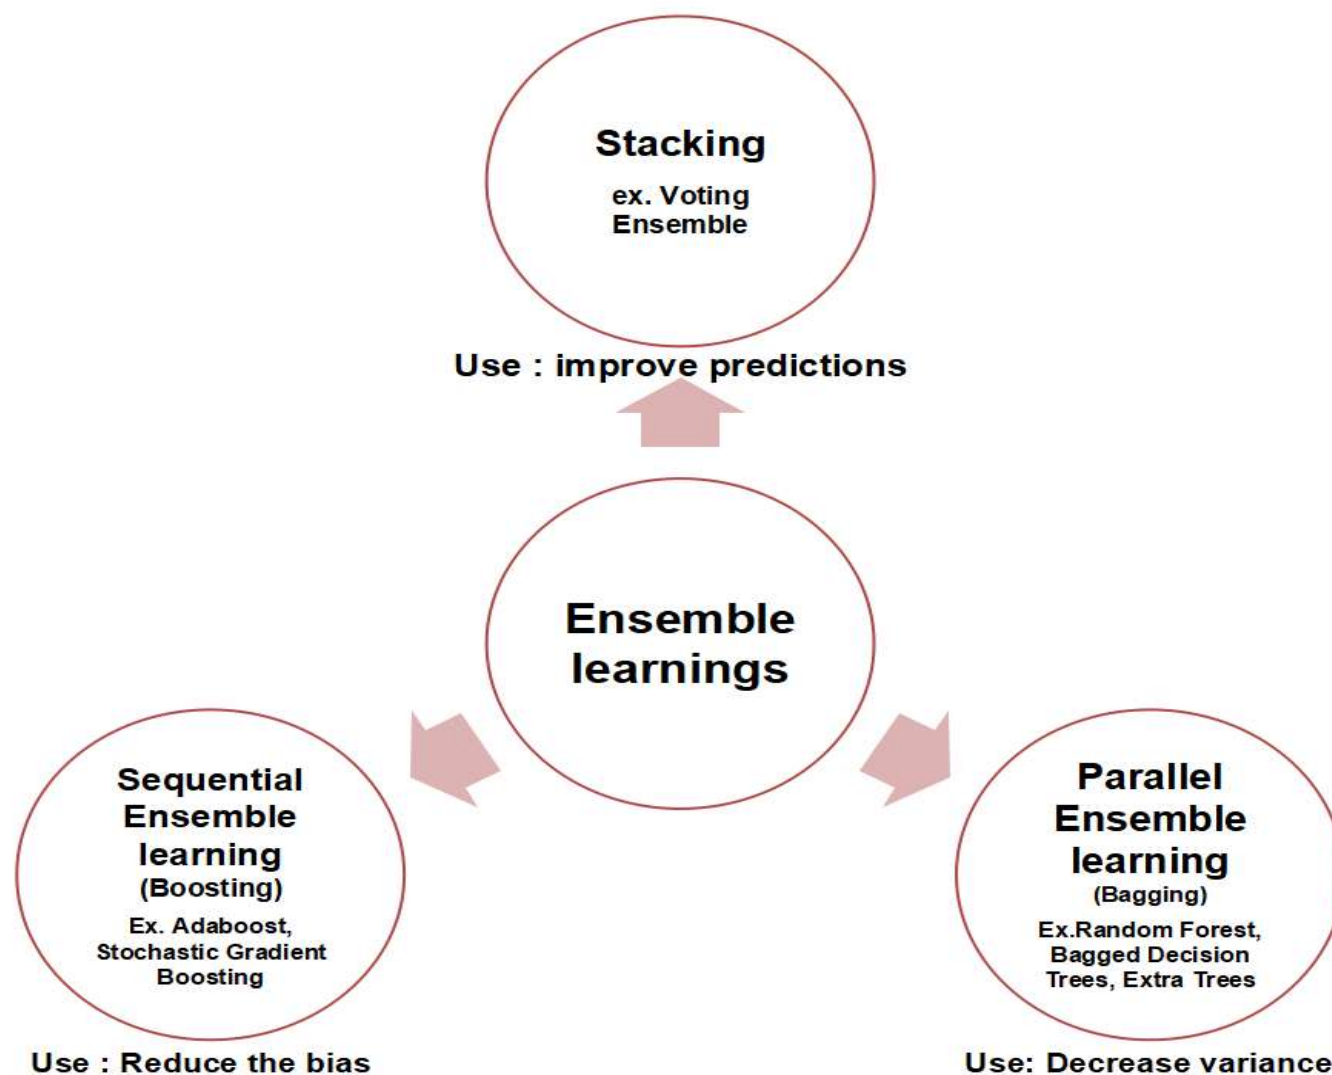 Stacking
ex. Voting
Ensemble
Use : improve predictions
Ensemble
learnings
Sequential
Ensemble
learning
(Boosting)
Ex. Adaboost,
Stochastic Gradient
Boosting
Use : Reduce the bias
Parallel
Ensemble
learning
(Bagging)
Ex.Random Forest,
Bagged Decision
Trees, Extra Trees
Use: Decrease variance